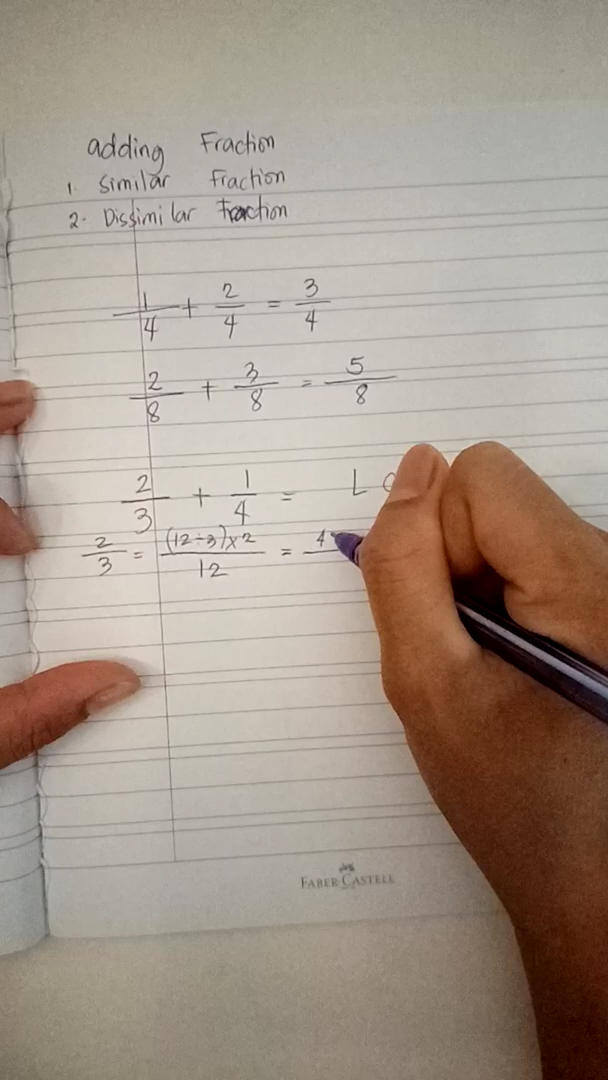 adding Fraction
1. Similar Fraction
2. Dissimilar Fraction
1/4 + 2/4 = 3/4
2/8 + 3/8 = 5/8
2/3 + 1/4 = L
2/3 = (12÷3)x2/12 = 4
FABER-CASTELL